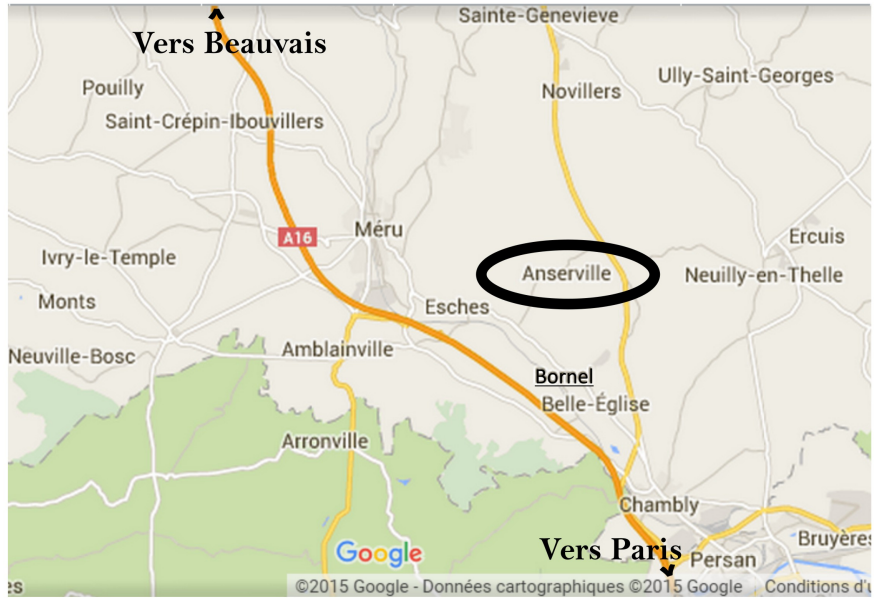 Sainte-Genevieve
Vers Beauvais
Ully-Saint-Georges
Pouilly
Novillers
Saint-Crépin-Ibouvillers
Méru
A16
Ercuis
Ivry-le-Temple
Anserville
Neuilly-en-Thelle
Monts
Esches
Amblainville
Neuville-Bosc
Bornel
Belle-Église
Arronville
Chambly
Bruyères
Vers Paris
Google
Persan
es
©2015 Google - Données cartographiques ©2015 Google
Conditions d'u